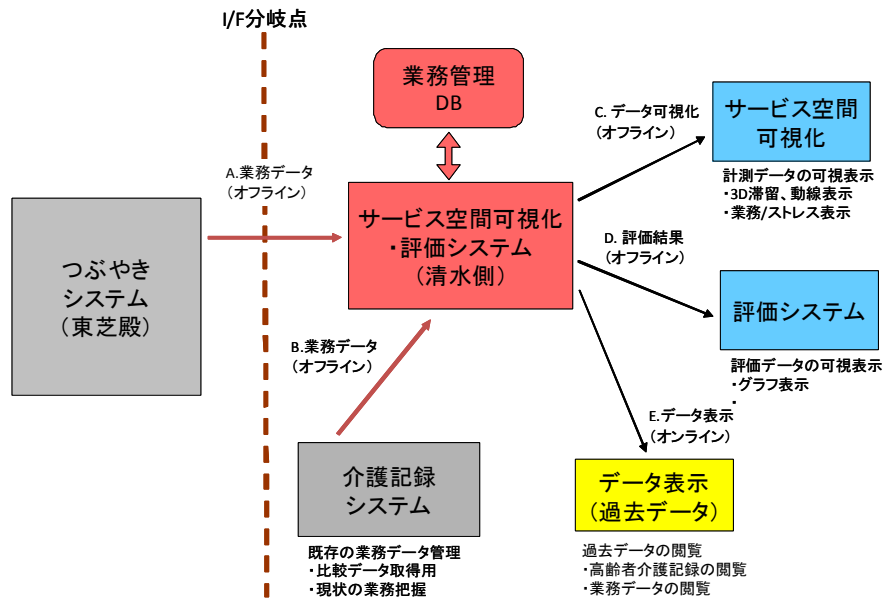 I/F分岐点
業務管理
DB
C. データ可視化
(オフライン)
サービス空間
可視化
計測データの可視表示
・3D滞留、動線表示
・業務/ストレス表示
A.業務データ
(オフライン)
サービス空間可視化
・評価システム
(清水側)
つぶやき
システム
(東芝殿)
D. 評価結果
(オフライン)
評価システム
評価データの可視表示
・グラフ表示
・
B.業務データ
(オフライン)
E.データ表示
(オンライン)
介護記録
システム
データ表示
(過去データ)
既存の業務データ管理
・比較データ取得用
・現状の業務把握
過去データの閲覧
・高齢者介護記録の閲覧
・業務データの閲覧